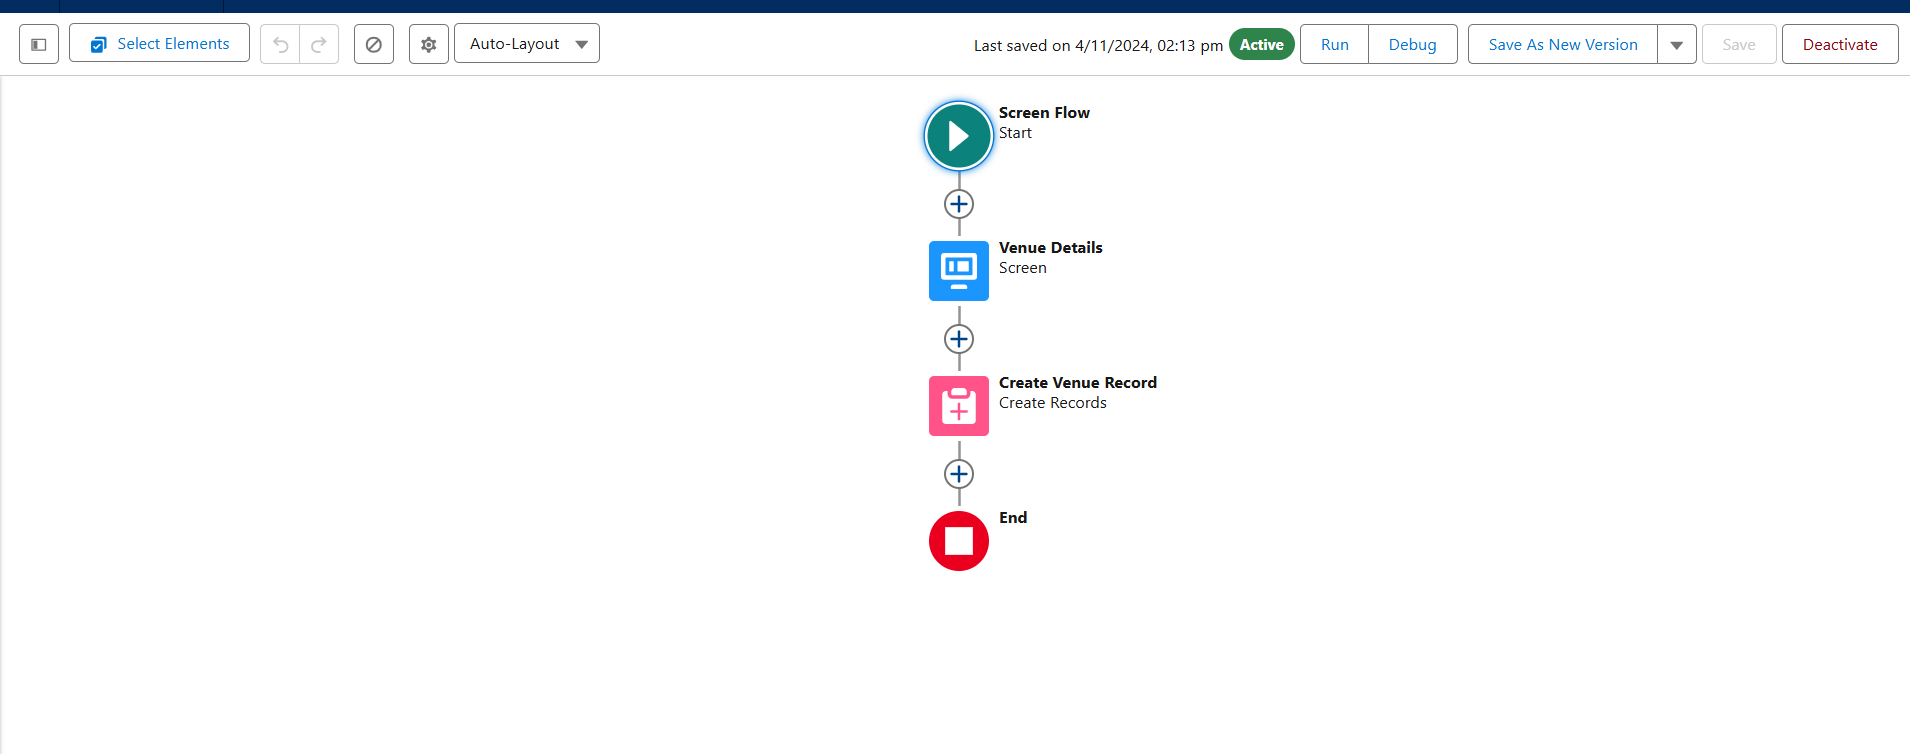 Select Elements
Auto-Layout
Last saved on 4/11/2024, 02:13 pm
Active
Run
Debug
Save As New Version
Save
Deactivate
Screen Flow
Start
Venue Details
Screen
Create Venue Record
Create Records
End